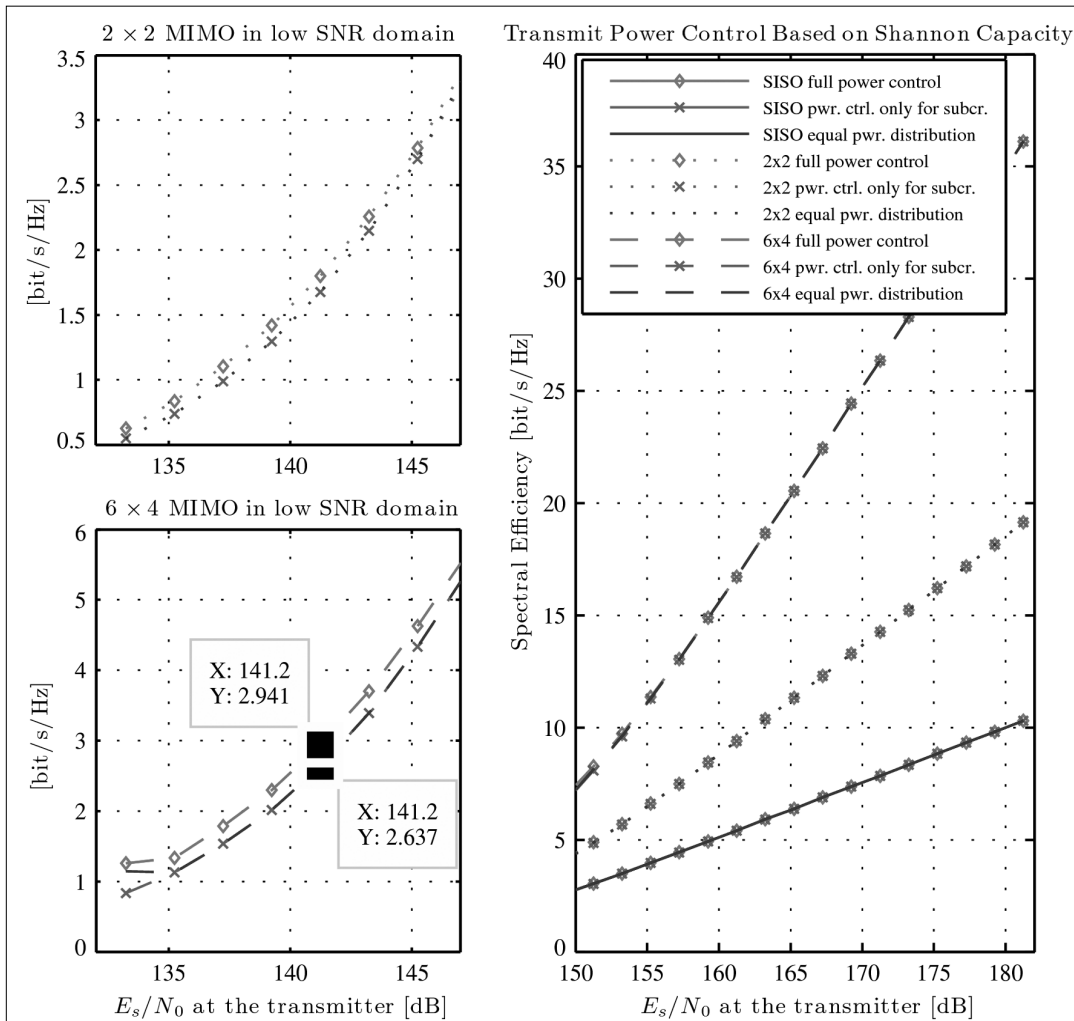 2 × 2 MIMO in low SNR domain
3.5
3
2.5
2
1.5
1
0.5
[bit/s/Hz]
135
140
145
6 × 4 MIMO in low SNR domain
6
5
4
3
2
1
0
[bit/s/Hz]
X: 141.2
Y: 2.941
X: 141.2
Y: 2.637
135
140
145
E_s/N_0 at the transmitter [dB]
Transmit Power Control Based on Shannon Capacity
40
35
30
25
20
15
10
5
0
Spectral Efficiency [bit/s/Hz]
SISO full power control
SISO pwr. ctrl. only for subcr.
SISO equal pwr. distribution
2x2 full power control
2x2 pwr. ctrl. only for subcr.
2x2 equal pwr. distribution
6x4 full power control
6x4 pwr. ctrl. only for subcr.
6x4 equal pwr. distribution
150
155
160
165
170
175
180
E_s/N_0 at the transmitter [dB]